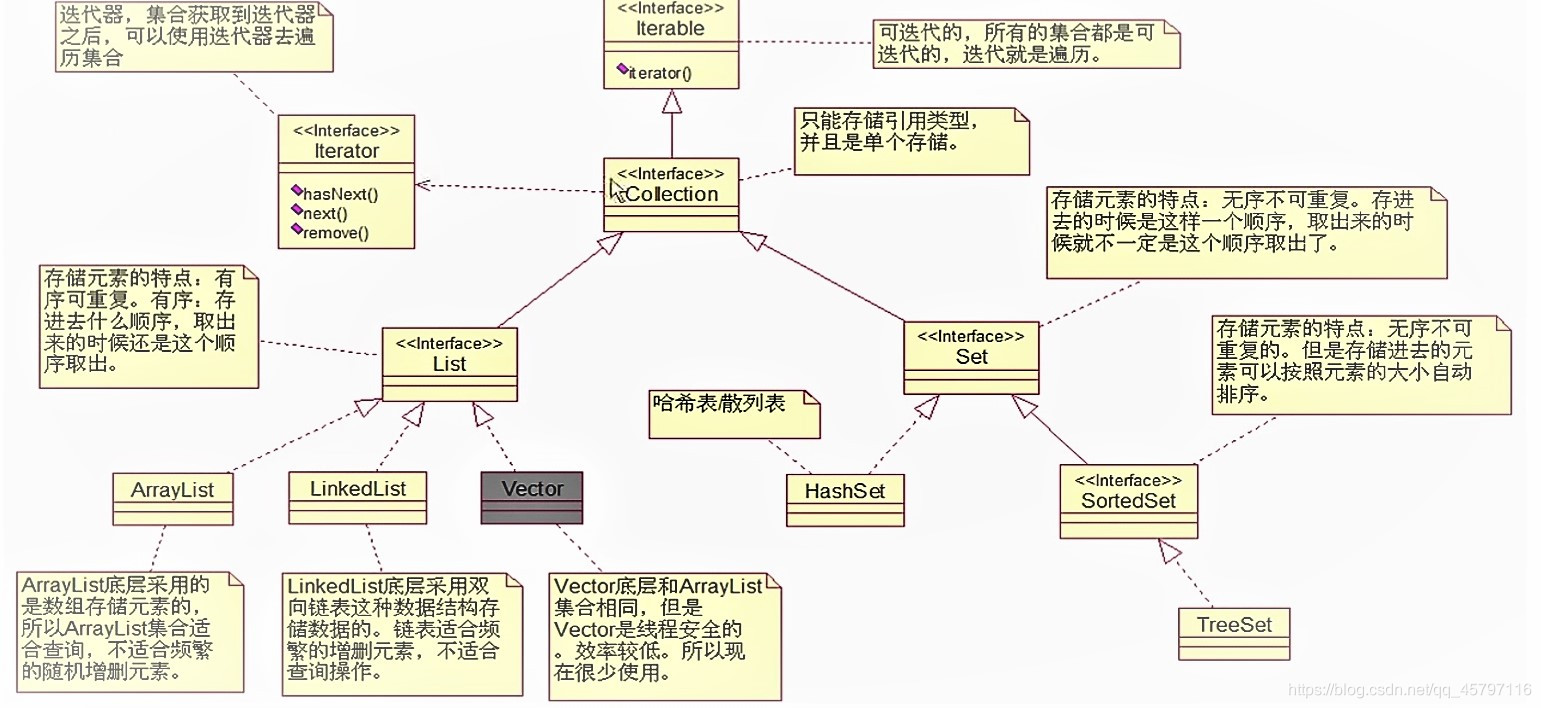 迭代器，集合获取到迭代器
之后，可以使用迭代器去遍
历集合
<<Interface>>
Iterable
iterator()
可迭代的，所有的集合都是可
迭代的，迭代就是遍历。
<<Interface>>
Iterator
hasNext()
next()
remove()
只能存储引用类型，
并且是单个存储。
<<Interface>>
Collection
存储元素的特点：无序不可重复。存进
去的时候是这样一个顺序，取出来的时
候就不一定是这个顺序取出了。
存储元素的特点：有
序可重复。有序：存
进去什么顺序，取出
来的时候还是这个顺
序取出。
<<Interface>>
List
<<Interface>>
Set
存储元素的特点：无序不可
重复的。但是存储进去的元
素可以按照元素的大小自动
排序。
哈希表/散列表
ArrayList
LinkedList
Vector
HashSet
<<Interface>>
SortedSet
ArrayList底层采用的
是数组存储元素的，
所以ArrayList集合适
合查询，不适合频繁
的随机增删元素。
LinkedList底层采用双
向链表这种数据结构存
储数据的。链表适合频
繁的增删元素，不适合
查询操作。
Vector底层和ArrayList
集合相同，但是
Vector是线程安全的
。效率较低。所以现
在很少使用。
TreeSet
https://blog.csdn.net/qq_45797116